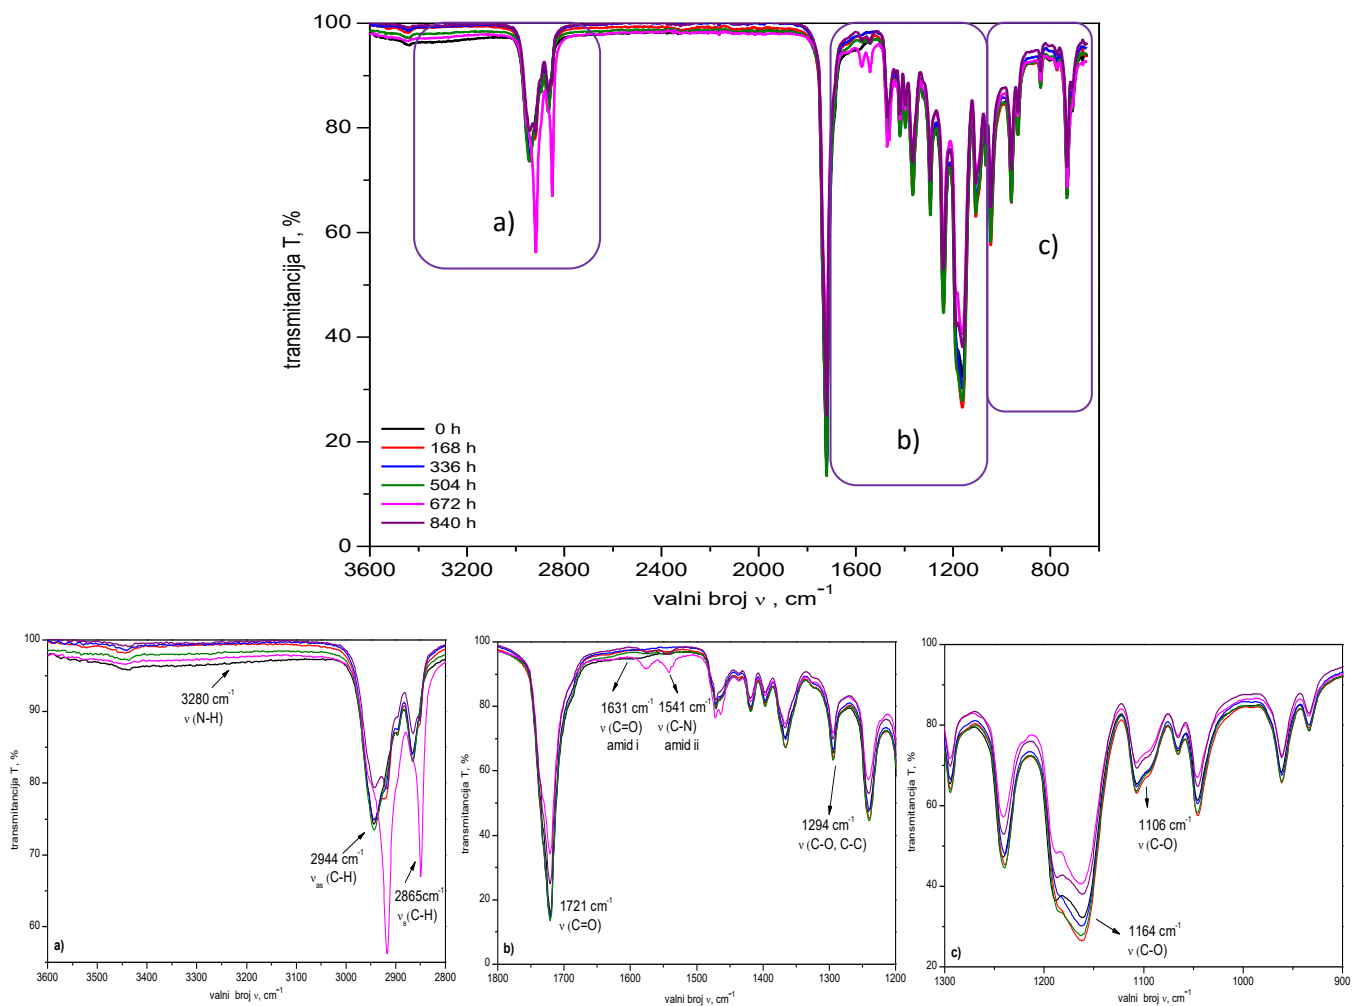 transmitancija T, %
100
80
60
40
20
0
a)
b)
c)
0 h
168 h
336 h
504 h
672 h
840 h
3600 3200 2800 2400 2000 1600 1200 800
valni broj ν , cm⁻¹
transmitancija T, %
100
95
90
85
80
75
70
65
60
3280 cm⁻¹
ν (N-H)
2944 cm⁻¹
νas (C-H)
2865cm⁻¹
νs(C-H)
a)
3600 3500 3400 3300 3200 3100 3000 2900 2800
valni broj ν, cm⁻¹
transmitancija T, %
100
80
60
40
20
0
1631 cm⁻¹
ν (C=O)
amid i
1541 cm⁻¹
ν (C-N)
amid ii
1294 cm⁻¹
ν (C-O, C-C)
1721 cm⁻¹
ν (C=O)
b)
1800 1700 1600 1500 1400 1300 1200
valni broj ν, cm⁻¹
transmitancija T, %
100
80
60
40
20
1106 cm⁻¹
ν (C-O)
1164 cm⁻¹
ν (C-O)
c)
1300 1200 1100 1000 900
valni broj ν, cm⁻¹